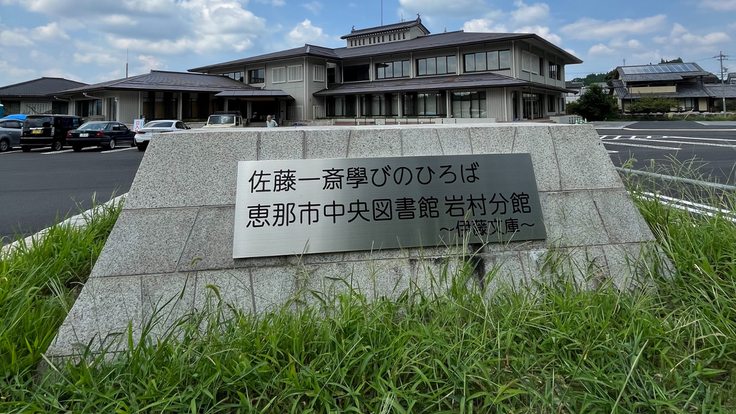 佐藤一斎學びのひろば
恵那市中央図書館 岩村分館
～伊藤文庫～